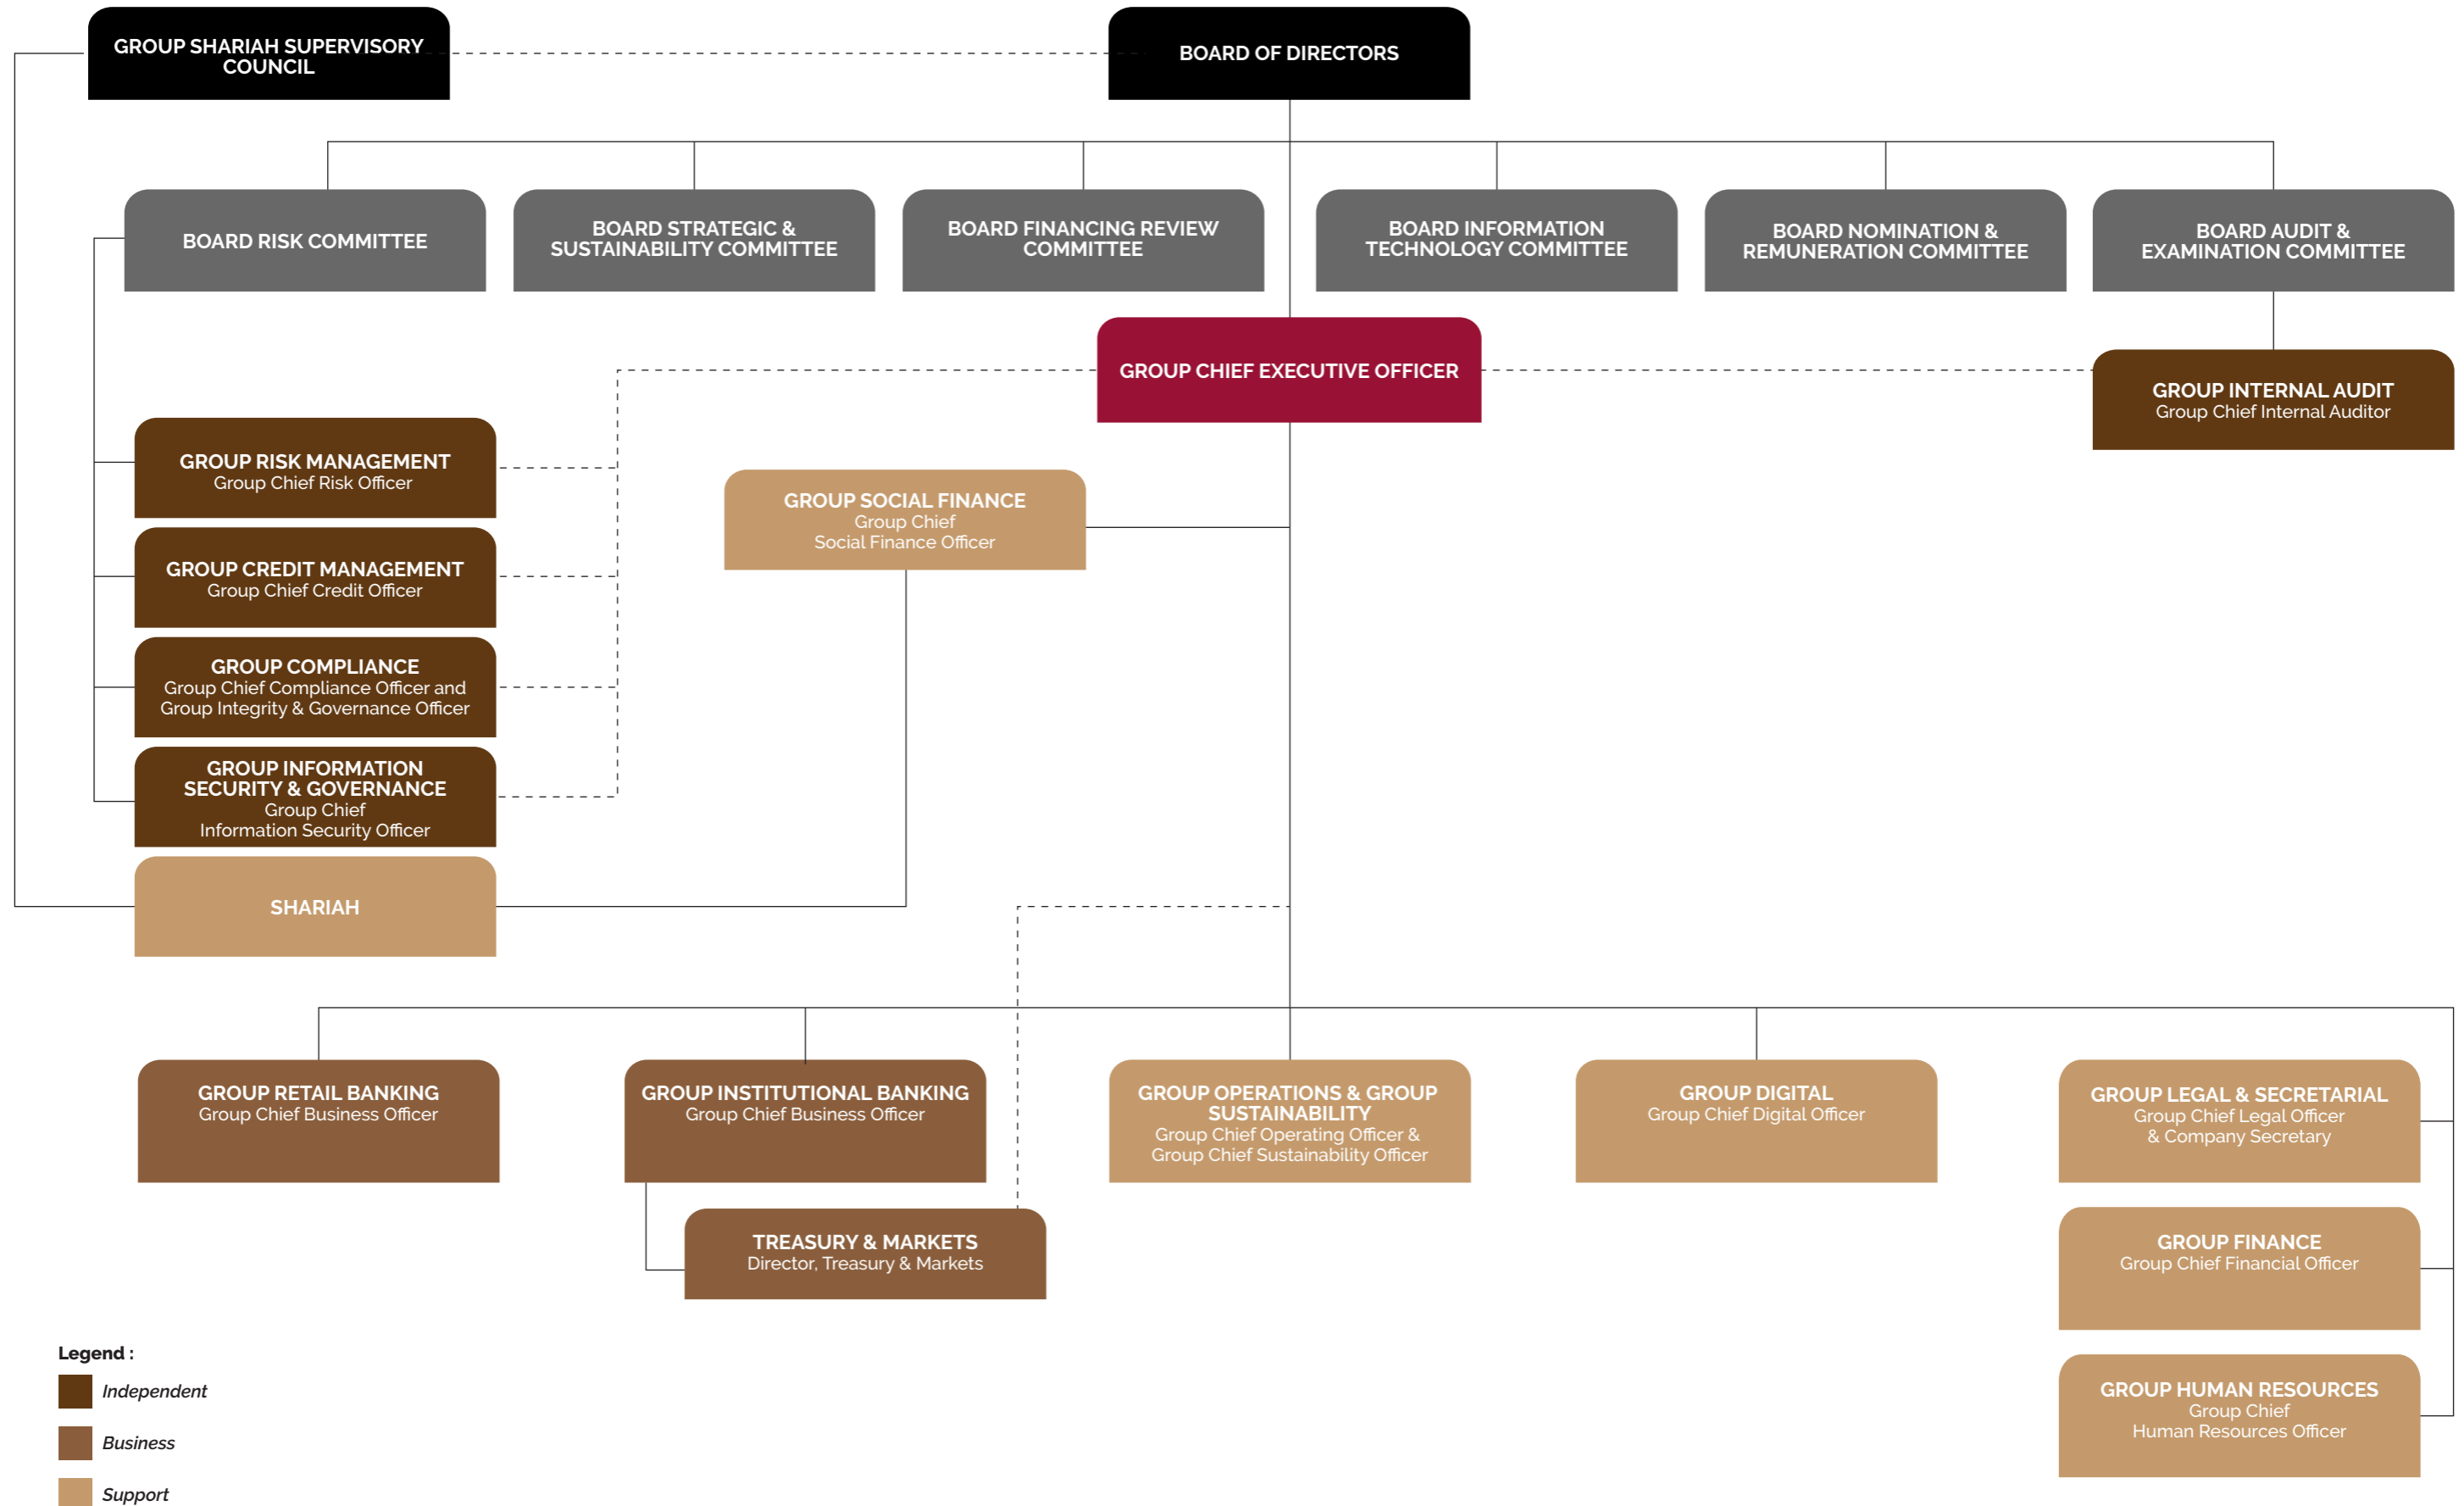 GROUP SHARIAH SUPERVISORY
COUNCIL
BOARD OF DIRECTORS
BOARD RISK COMMITTEE
BOARD STRATEGIC &
SUSTAINABILITY COMMITTEE
BOARD FINANCING REVIEW
COMMITTEE
BOARD INFORMATION
TECHNOLOGY COMMITTEE
BOARD NOMINATION &
REMUNERATION COMMITTEE
BOARD AUDIT &
EXAMINATION COMMITTEE
GROUP CHIEF EXECUTIVE OFFICER
GROUP INTERNAL AUDIT
Group Chief Internal Auditor
GROUP RISK MANAGEMENT
Group Chief Risk Officer
GROUP SOCIAL FINANCE
Group Chief
Social Finance Officer
GROUP CREDIT MANAGEMENT
Group Chief Credit Officer
GROUP COMPLIANCE
Group Chief Compliance Officer and
Group Integrity & Governance Officer
GROUP INFORMATION
SECURITY & GOVERNANCE
Group Chief
Information Security Officer
SHARIAH
GROUP RETAIL BANKING
Group Chief Business Officer
GROUP INSTITUTIONAL BANKING
Group Chief Business Officer
GROUP OPERATIONS & GROUP
SUSTAINABILITY
Group Chief Operating Officer &
Group Chief Sustainability Officer
GROUP DIGITAL
Group Chief Digital Officer
GROUP LEGAL & SECRETARIAL
Group Chief Legal Officer
& Company Secretary
TREASURY & MARKETS
Director, Treasury & Markets
GROUP FINANCE
Group Chief Financial Officer
GROUP HUMAN RESOURCES
Group Chief
Human Resources Officer
Legend :
Independent
Business
Support